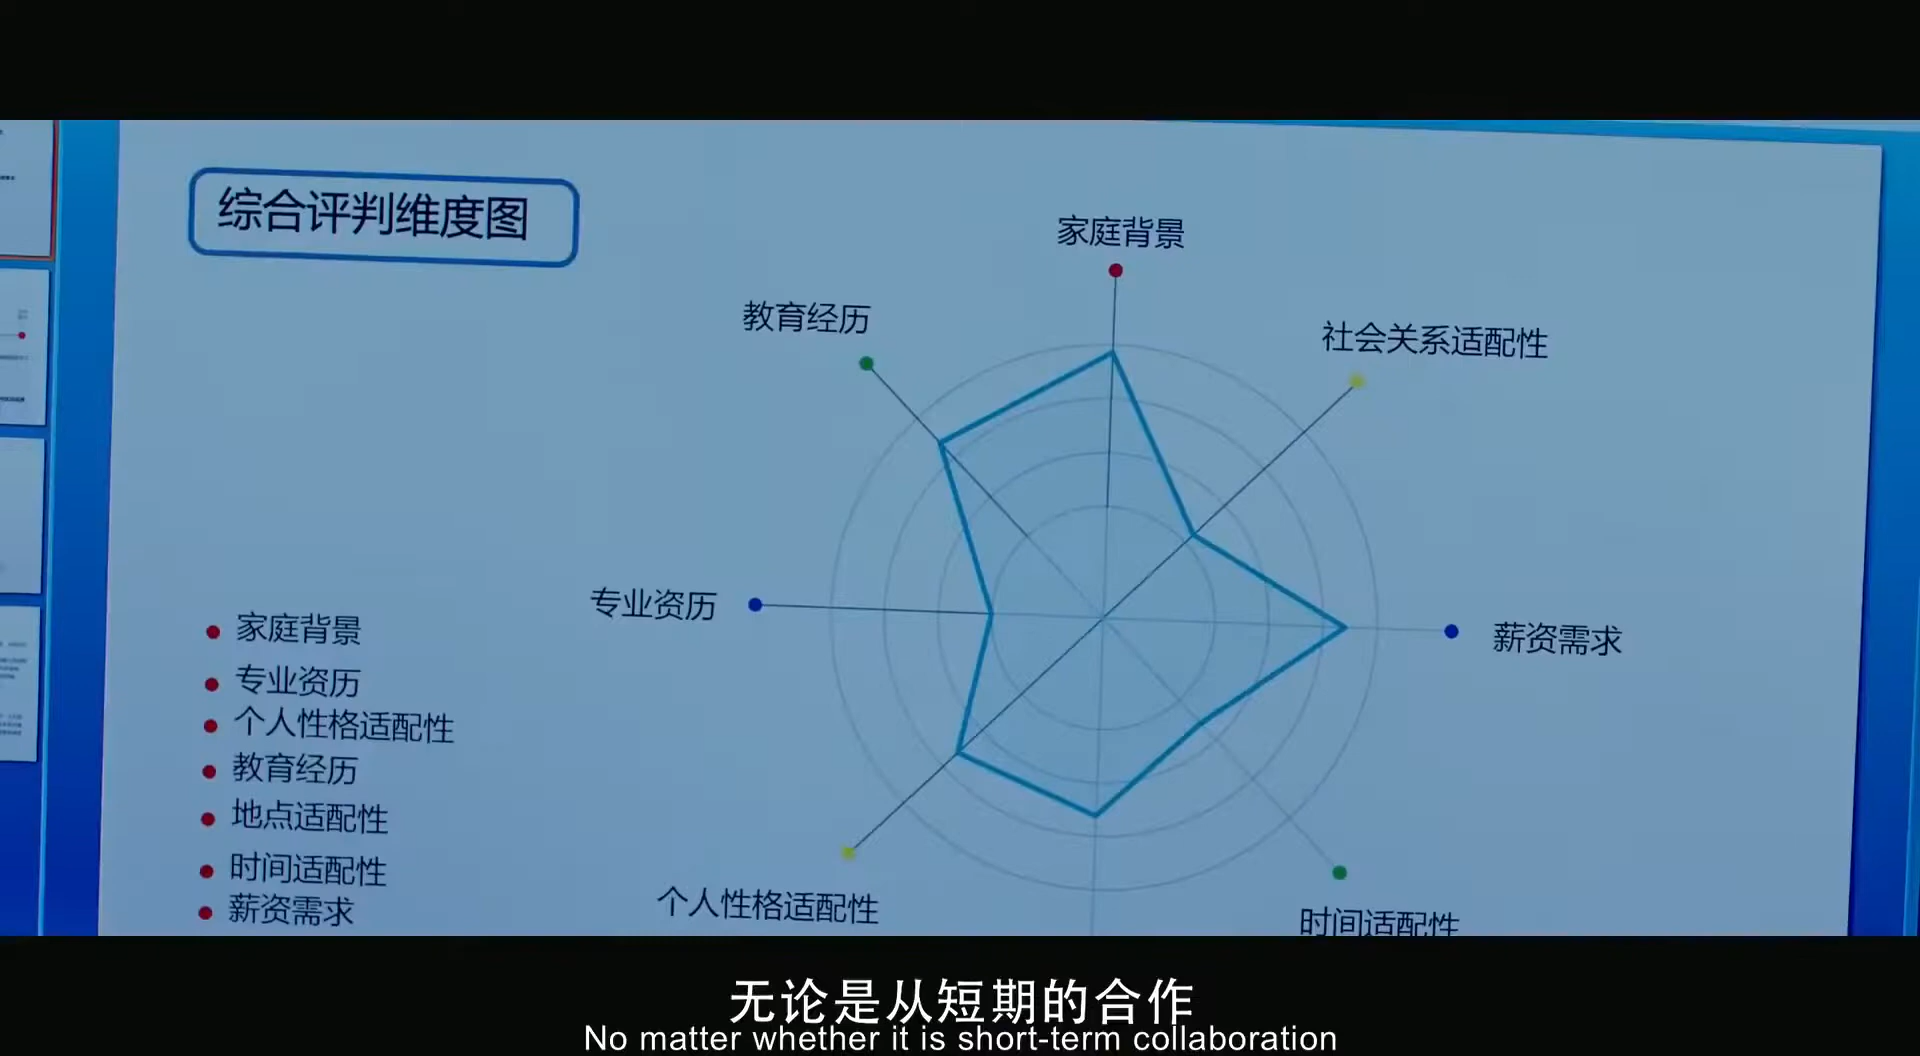 综合评判维度图
家庭背景
教育经历
社会关系适配性
专业资历
薪资需求
个人性格适配性
时间适配性
家庭背景
专业资历
个人性格适配性
教育经历
地点适配性
时间适配性
薪资需求
无论是从短期的合作
No matter whether it is short-term collaboration